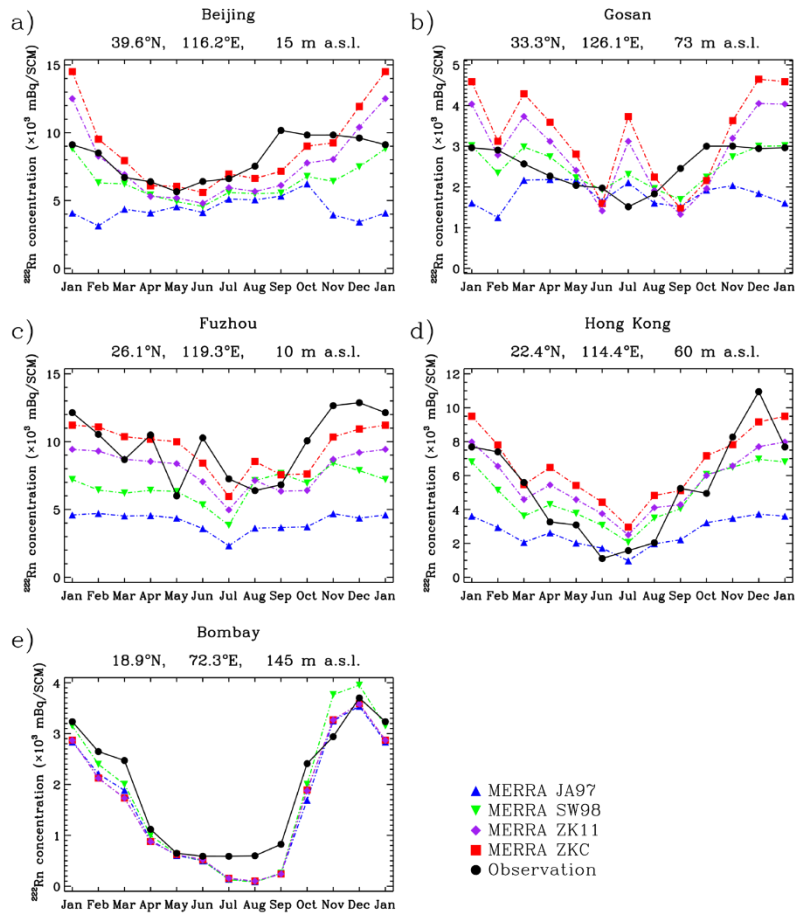 a) Beijing
39.6°N, 116.2°E, 15 m a.s.l.
²²²Rn concentration (×10³ mBq/SCM)
15
10
5
0
Jan Feb Mar Apr May Jun Jul Aug Sep Oct Nov Dec Jan
b) Gosan
33.3°N, 126.1°E, 73 m a.s.l.
²²²Rn concentration (×10³ mBq/SCM)
5
4
3
2
1
0
Jan Feb Mar Apr May Jun Jul Aug Sep Oct Nov Dec Jan
c) Fuzhou
26.1°N, 119.3°E, 10 m a.s.l.
²²²Rn concentration (×10³ mBq/SCM)
15
10
5
0
Jan Feb Mar Apr May Jun Jul Aug Sep Oct Nov Dec Jan
d) Hong Kong
22.4°N, 114.4°E, 60 m a.s.l.
²²²Rn concentration (×10³ mBq/SCM)
12
10
8
6
4
2
0
Jan Feb Mar Apr May Jun Jul Aug Sep Oct Nov Dec Jan
e) Bombay
18.9°N, 72.3°E, 145 m a.s.l.
²²²Rn concentration (×10³ mBq/SCM)
4
3
2
1
0
Jan Feb Mar Apr May Jun Jul Aug Sep Oct Nov Dec Jan
MERRA JA97
MERRA SW98
MERRA ZK11
MERRA ZKC
Observation